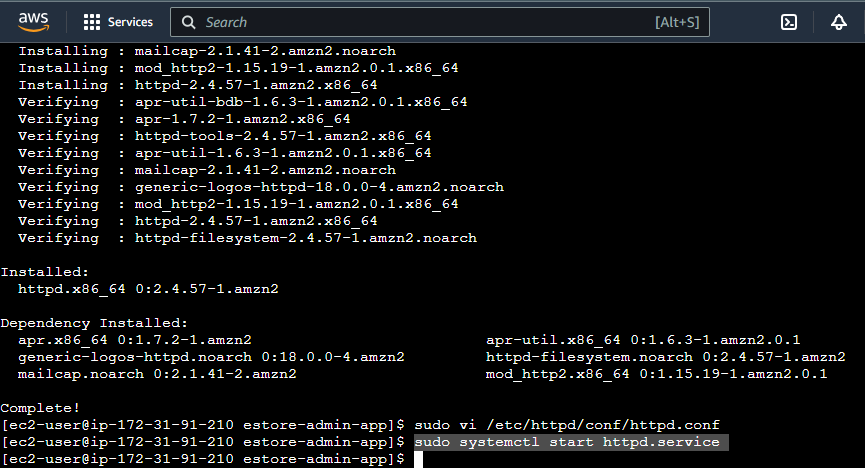 aws Services Search [Alt+S]
Installing : mailcap-2.1.41-2.amzn2.noarch
Installing : mod_http2-1.15.19-1.amzn2.0.1.x86_64
Installing : httpd-2.4.57-1.amzn2.x86_64
Verifying : apr-util-bdb-1.6.3-1.amzn2.0.1.x86_64
Verifying : apr-1.7.2-1.amzn2.x86_64
Verifying : httpd-tools-2.4.57-1.amzn2.x86_64
Verifying : apr-util-1.6.3-1.amzn2.0.1.x86_64
Verifying : mailcap-2.1.41-2.amzn2.noarch
Verifying : generic-logos-httpd-18.0.0-4.amzn2.noarch
Verifying : mod_http2-1.15.19-1.amzn2.0.1.x86_64
Verifying : httpd-2.4.57-1.amzn2.x86_64
Verifying : httpd-filesystem-2.4.57-1.amzn2.noarch
Installed:
httpd.x86_64 0:2.4.57-1.amzn2
Dependency Installed:
apr.x86_64 0:1.7.2-1.amzn2 apr-util.x86_64 0:1.6.3-1.amzn2.0.1
generic-logos-httpd.noarch 0:18.0.0-4.amzn2 httpd-filesystem.noarch 0:2.4.57-1.amzn2
mailcap.noarch 0:2.1.41-2.amzn2 mod_http2.x86_64 0:1.15.19-1.amzn2.0.1
Complete!
[ec2-user@ip-172-31-91-210 estore-admin-app]$ sudo vi /etc/httpd/conf/httpd.conf
[ec2-user@ip-172-31-91-210 estore-admin-app]$ sudo systemctl start httpd.service
[ec2-user@ip-172-31-91-210 estore-admin-app]$